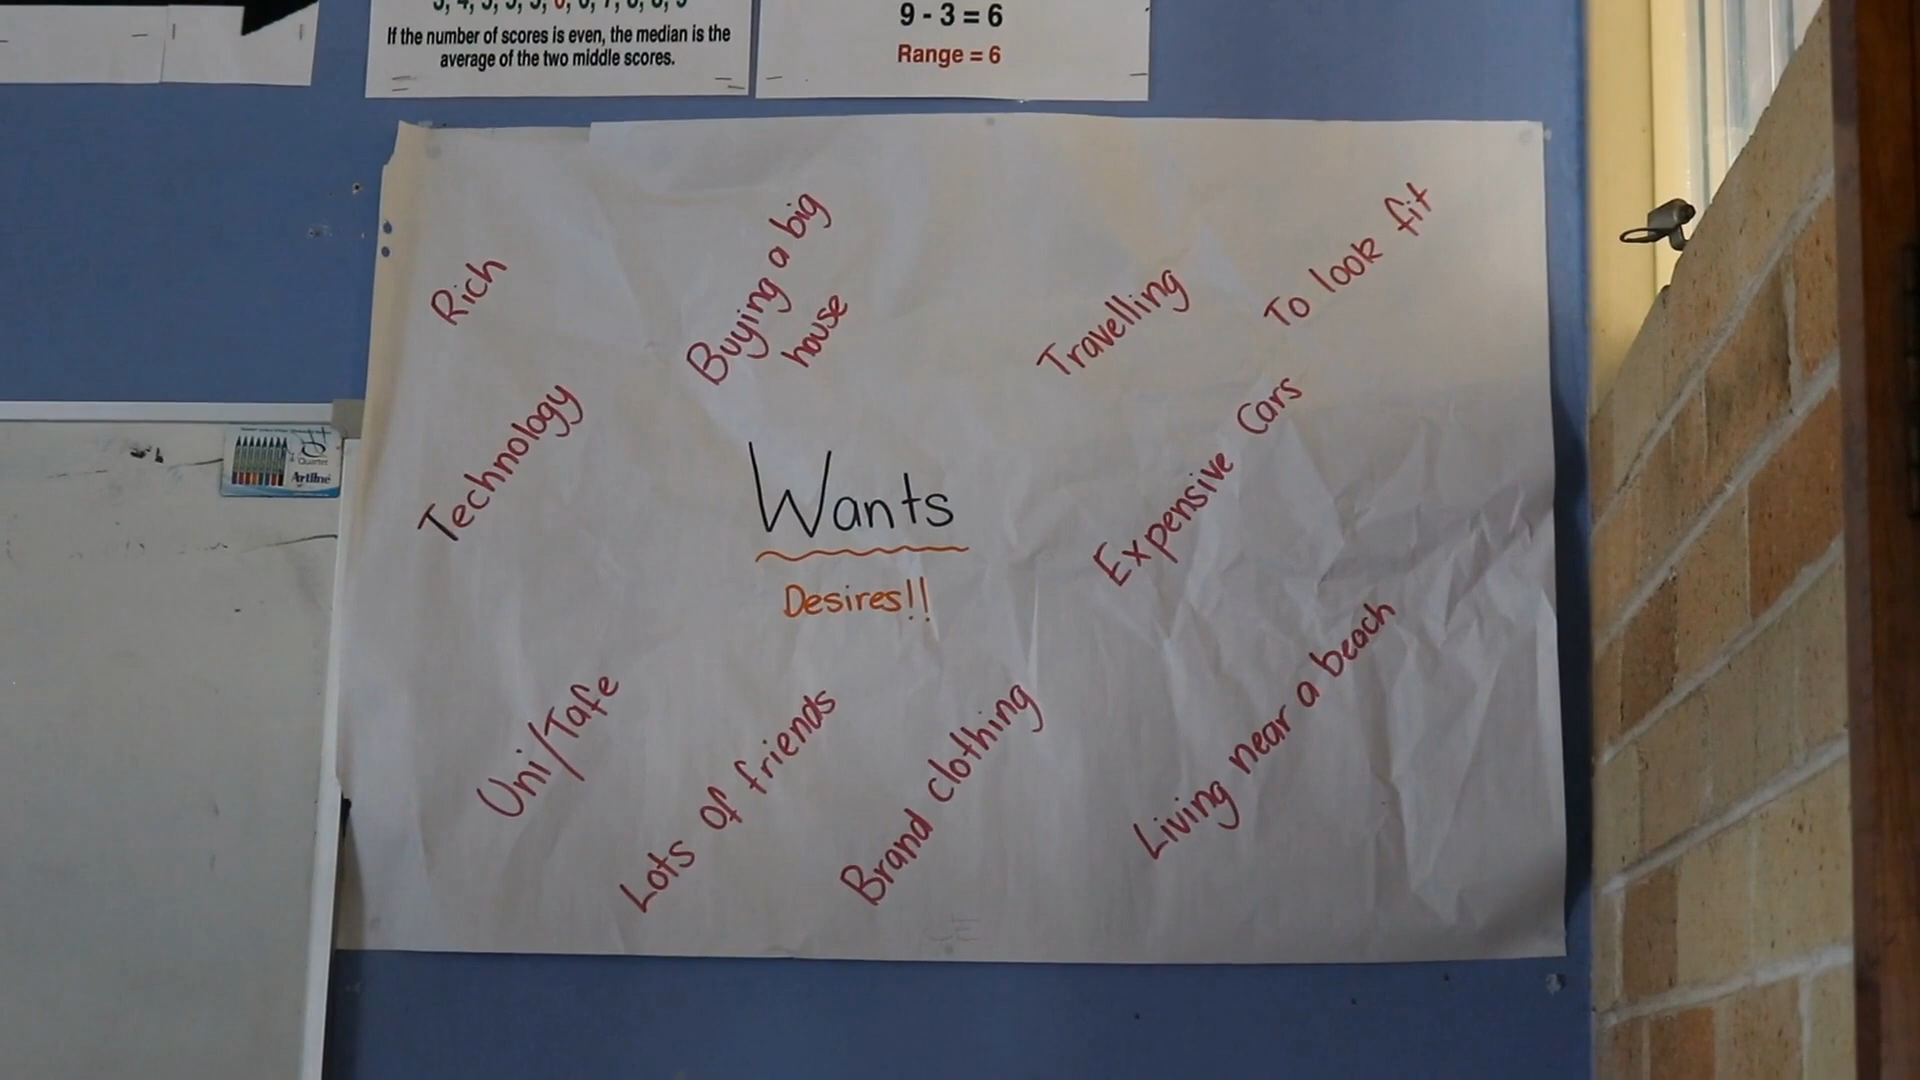 If the number of scores is even, the median is the
average of the two middle scores.
9 - 3 = 6
Range = 6
Rich
Buying a big
house
Travelling
To look fit
Technology
Expensive Cars
Wants
Desires!!
Uni/Tafe
Lots of friends
Brand clothing
Living near a beach
Quartet
Artline